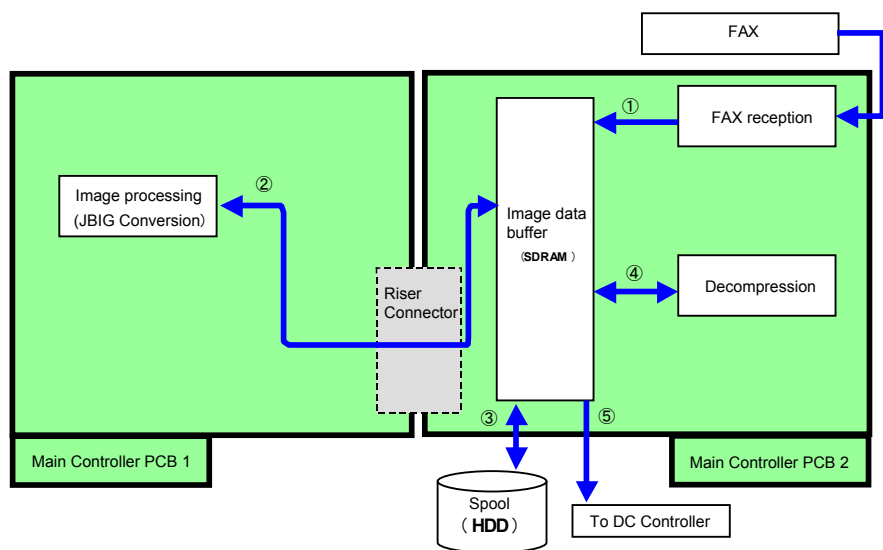 FAX
①
FAX reception
②
Image processing
(JBIG Conversion)
Image data
buffer
(SDRAM)
④
Decompression
Riser
Connector
③
⑤
Main Controller PCB 1
Main Controller PCB 2
Spool
(HDD)
To DC Controller